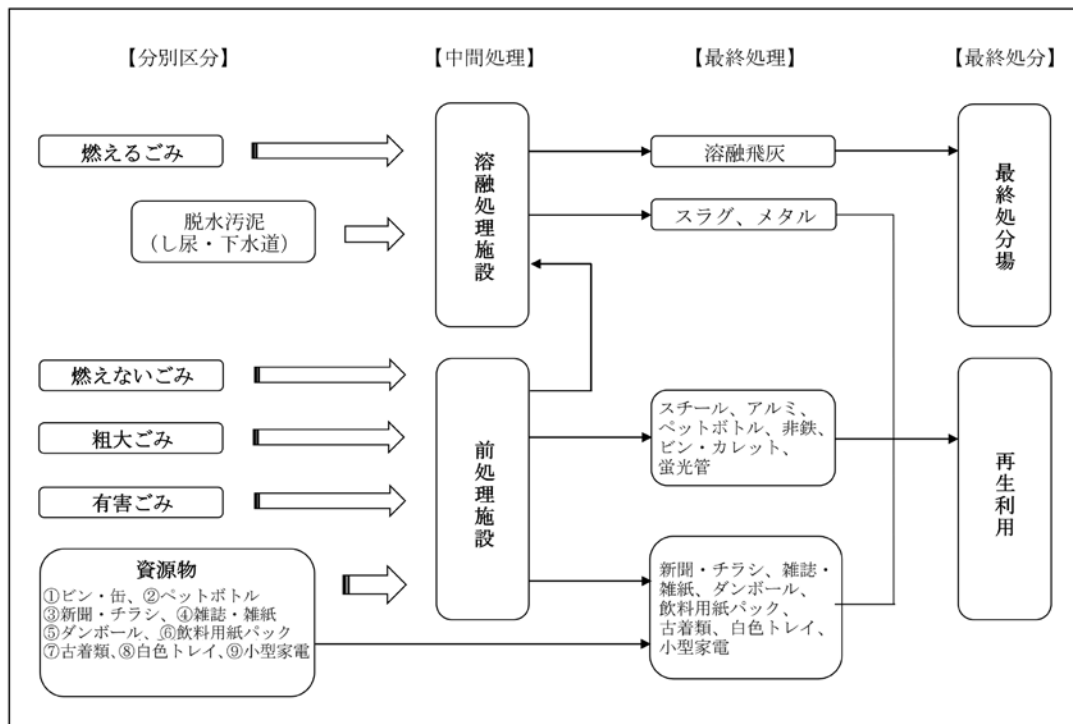 【分別区分】
【中間処理】
【最終処理】
【最終処分】
燃えるごみ
脱水汚泥
（し尿・下水道）
燃えないごみ
粗大ごみ
有害ごみ
資源物
①ビン・缶、②ペットボトル
③新聞・チラシ、④雑誌・雑紙
⑤ダンボール、⑥飲料用紙パック
⑦古着類、⑧白色トレイ、⑨小型家電
溶融処理施設
前処理施設
溶融飛灰
スラグ、メタル
スチール、アルミ、
ペットボトル、非鉄、
ビン・カレット、
蛍光管
新聞・チラシ、雑誌・
雑紙、ダンボール、
飲料用紙パック、
古着類、白色トレイ、
小型家電
最終処分場
再生利用